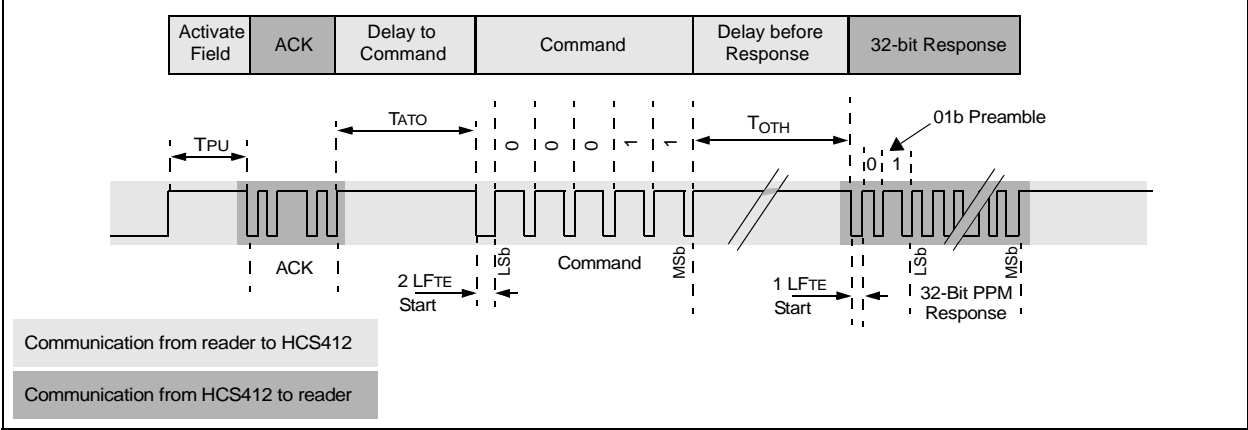 Activate
Field
ACK
Delay to
Command
Command
Delay before
Response
32-bit Response
TPU
TATO
0 0 0 1 1
TOTH
01b Preamble
0 1
ACK
2 LFTE
Start
LSb
Command
MSb
1 LFTE
Start
LSb
MSb
32-Bit PPM
Response
Communication from reader to HCS412
Communication from HCS412 to reader